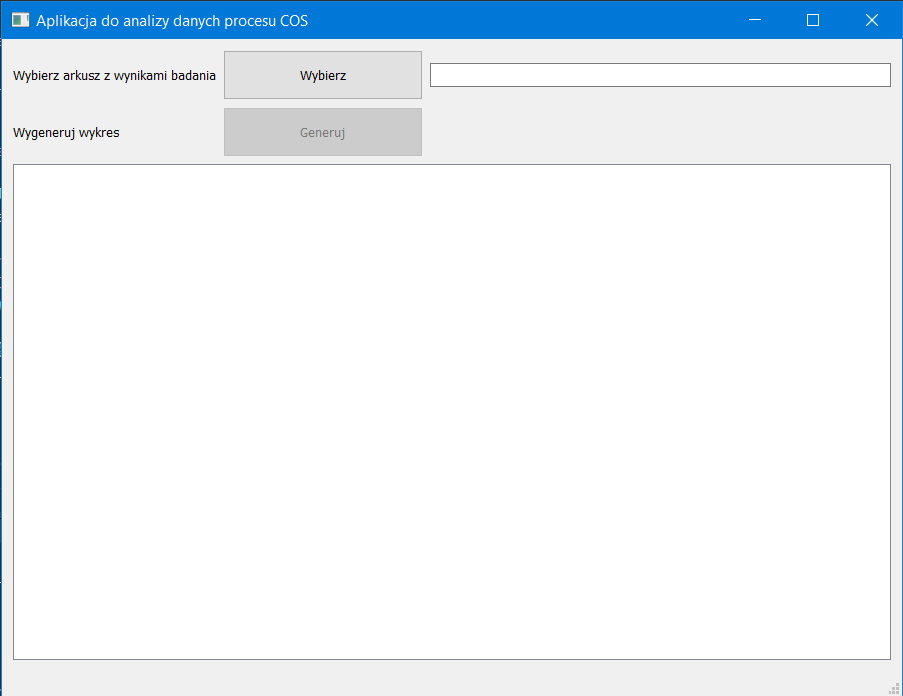 Aplikacja do analizy danych procesu COS
Wybierz arkusz z wynikami badania Wybierz
Wygeneruj wykres Generuj